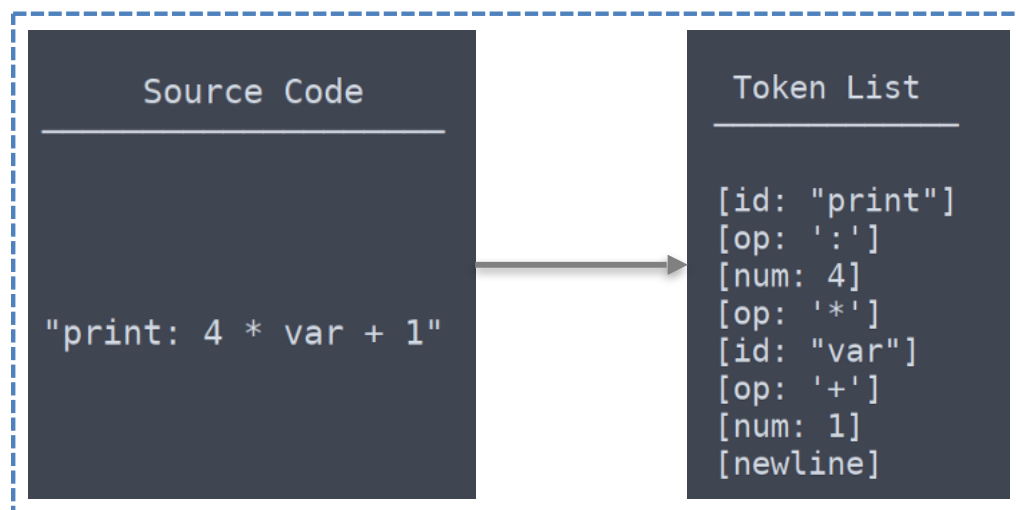 Source Code
"print: 4 * var + 1"
Token List
[id: "print"]
[op: ':']
[num: 4]
[op: '*']
[id: "var"]
[op: '+']
[num: 1]
[newline]